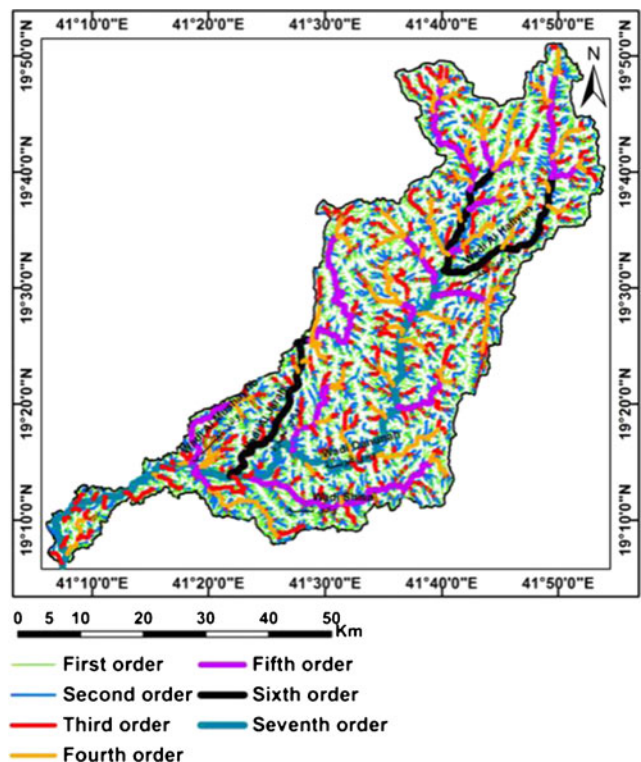 41°10'0"E 41°20'0"E 41°30'0"E 41°40'0"E 41°50'0"E
N
19°50'0"N
19°40'0"N
19°30'0"N
19°20'0"N
19°10'0"N
19°50'0"N
19°40'0"N
19°30'0"N
19°20'0"N
19°10'0"N
Wadi
Wadi
Wadi
41°10'0"E 41°20'0"E 41°30'0"E 41°40'0"E 41°50'0"E
0 5 10 20 30 40 50
Km
First order Fifth order
Second order Sixth order
Third order Seventh order
Fourth order